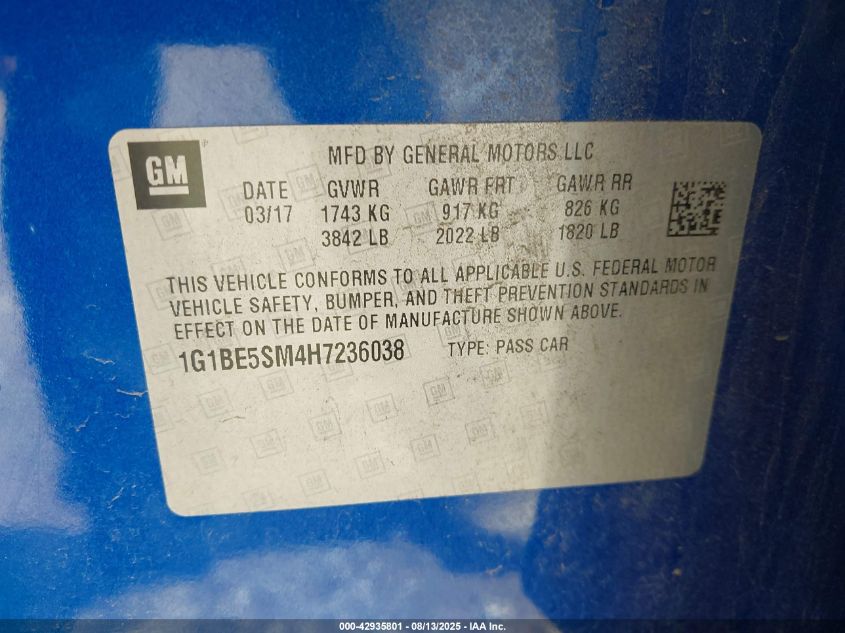 GM
MFD BY GENERAL MOTORS LLC
DATE GVWR GAWR FRT GAWR RR
03/17 1743 KG 917 KG 826 KG
3842 LB 2022 LB 1820 LB
THIS VEHICLE CONFORMS TO ALL APPLICABLE U.S. FEDERAL MOTOR
VEHICLE SAFETY, BUMPER, AND THEFT PREVENTION STANDARDS IN
EFFECT ON THE DATE OF MANUFACTURE SHOWN ABOVE.
1G1BE5SM4H7236038 TYPE: PASS CAR
000-42935801 - 08/13/2025 - IAA Inc.